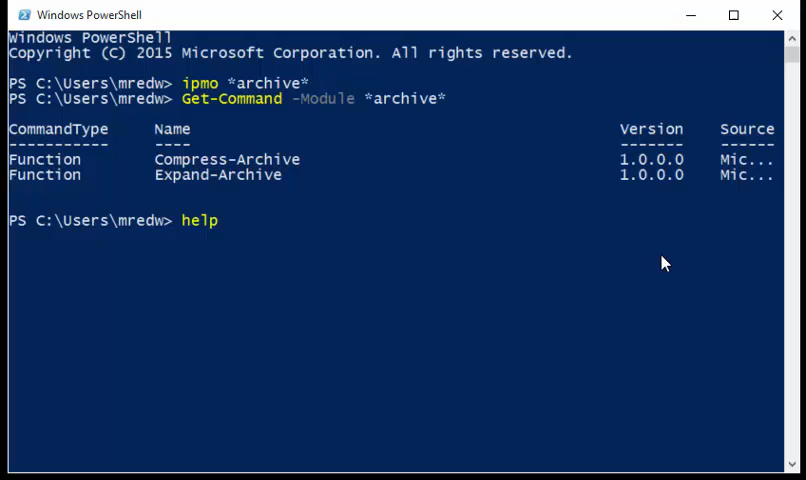 Windows PowerShell
Windows PowerShell
Copyright (C) 2015 Microsoft Corporation. All rights reserved.
PS C:\Users\mredw> ipmo *archive*
PS C:\Users\mredw> Get-Command -Module *archive*
CommandType Name Version Source
----------- ---- ------- ------
Function Compress-Archive 1.0.0.0 Mic...
Function Expand-Archive 1.0.0.0 Mic...
PS C:\Users\mredw> help